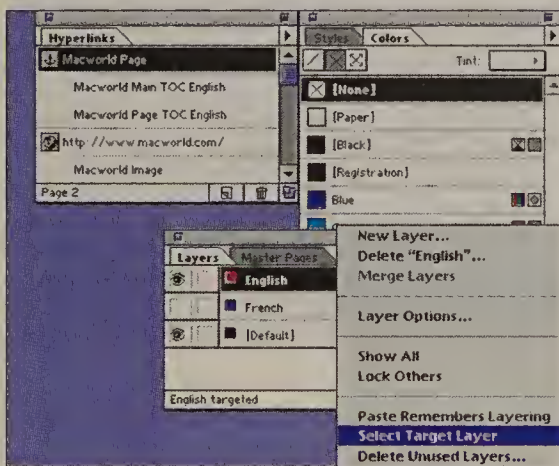 Hyperlinks
Macworld Page
Macworld Main TOC English
Macworld Page TOC English
http://www.macworld.com/
Macworld Image
Page 2
Styles
Colors
Tint:
[None]
[Paper]
[Black]
[Registration]
Blue
Layers
Master Pages
English
French
[Default]
English targeted
New Layer...
Delete "English"...
Merge Layers
Layer Options...
Show All
Lock Others
Paste Remembers Layering
Select Target Layer
Delete Unused Layers...